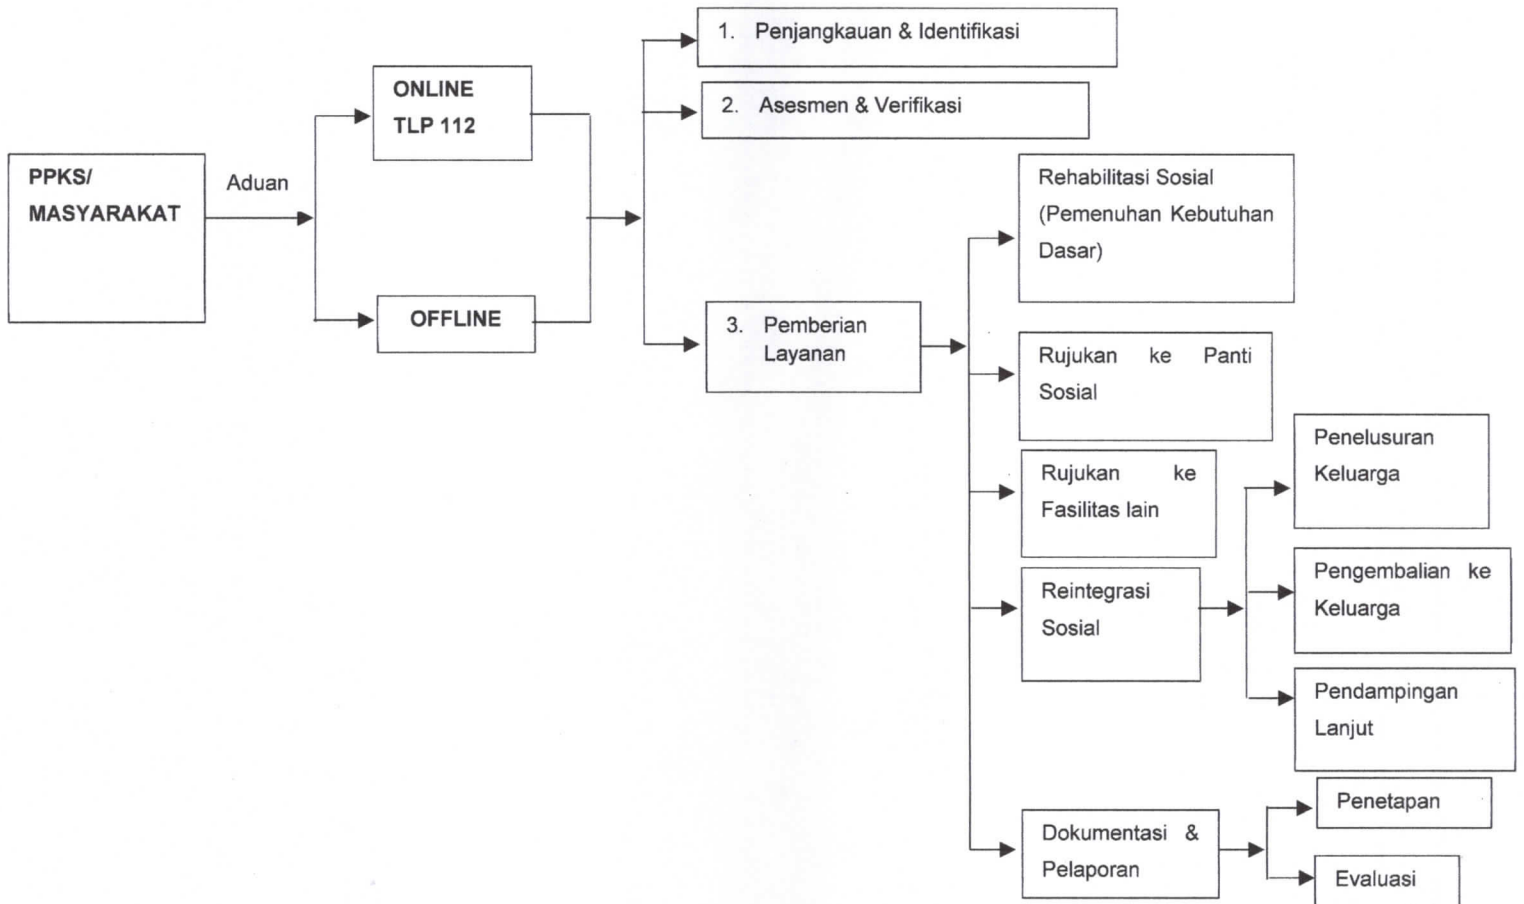 PPKS/
MASYARAKAT
Aduan
ONLINE
TLP 112
OFFLINE
1. Penjangkauan & Identifikasi
2. Asesmen & Verifikasi
3. Pemberian
Layanan
Rehabilitasi Sosial
(Pemenuhan Kebutuhan
Dasar)
Rujukan ke Panti
Sosial
Rujukan ke
Fasilitas lain
Reintegrasi
Sosial
Penelusuran
Keluarga
Pengembalian ke
Keluarga
Pendampingan
Lanjut
Dokumentasi &
Pelaporan
Penetapan
Evaluasi